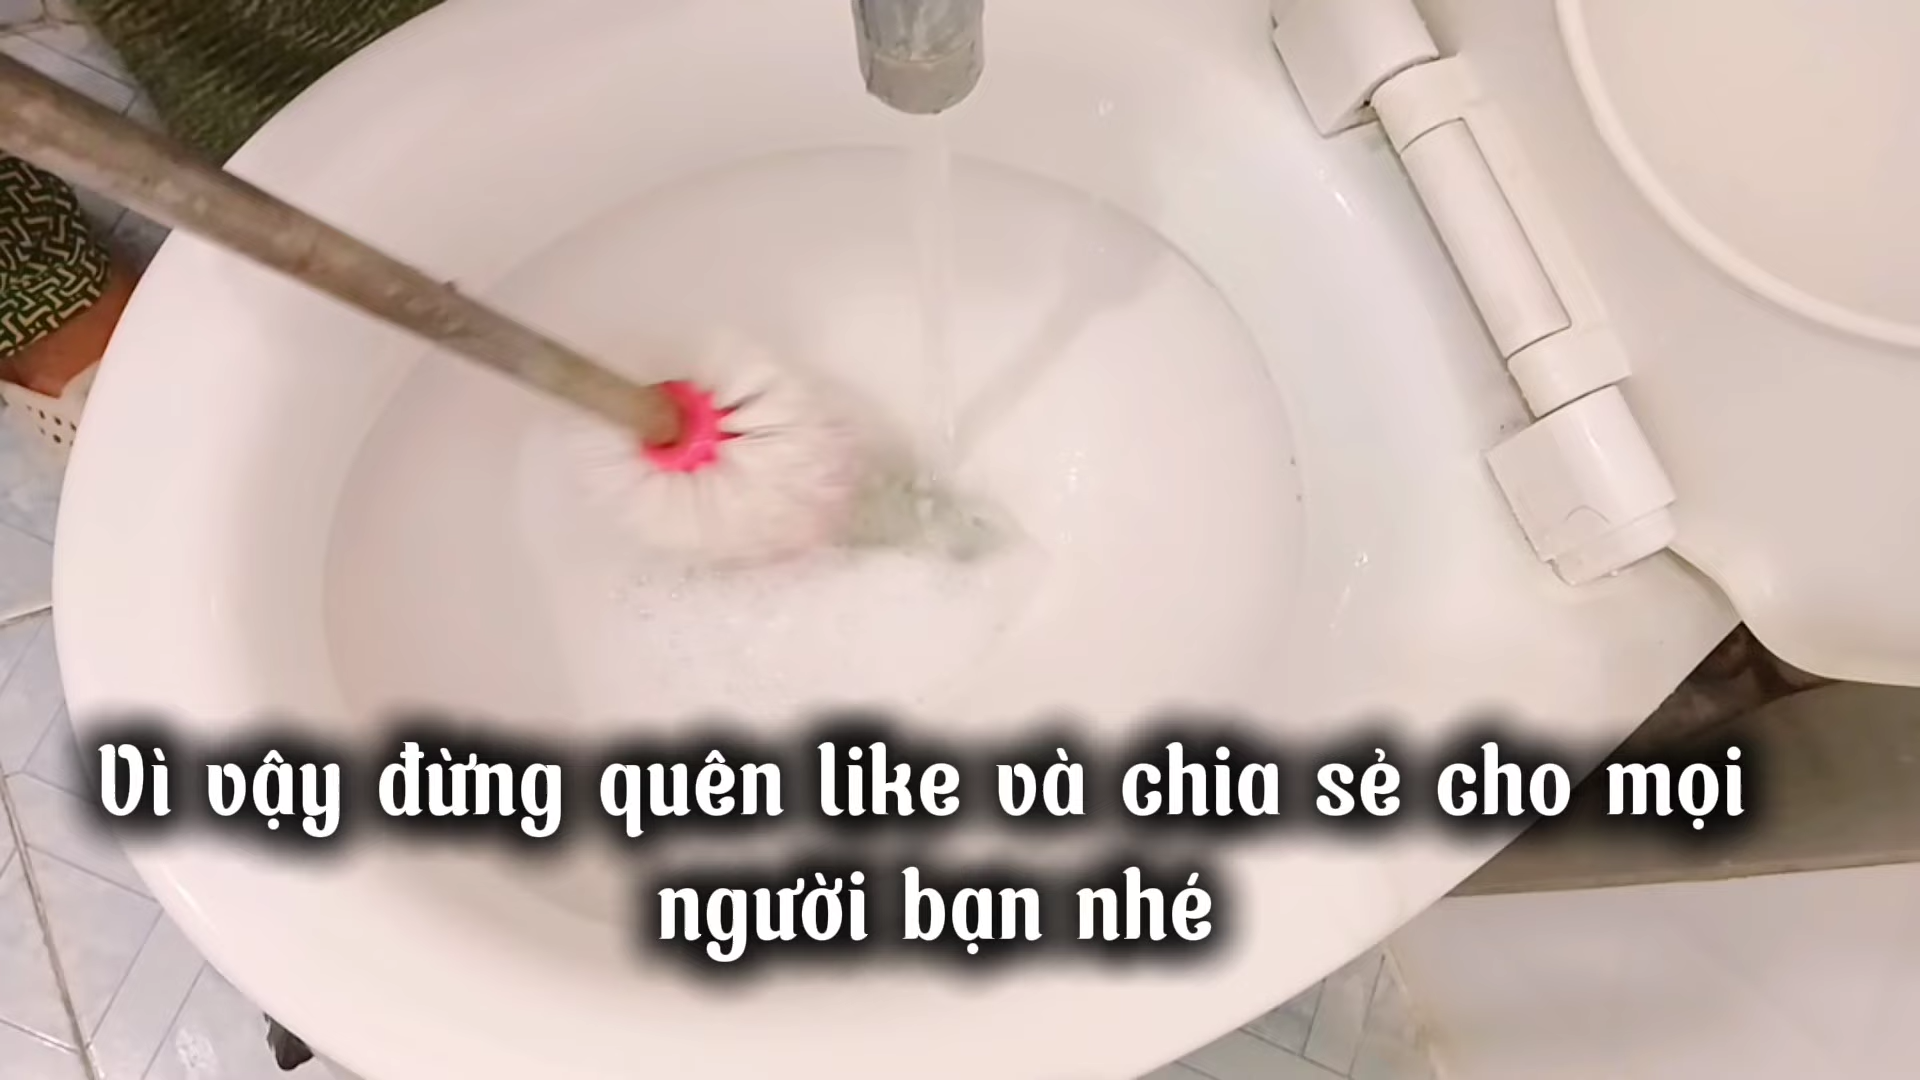 Vì vậy đừng quên like và chia sẻ cho mọi
người bạn nhé